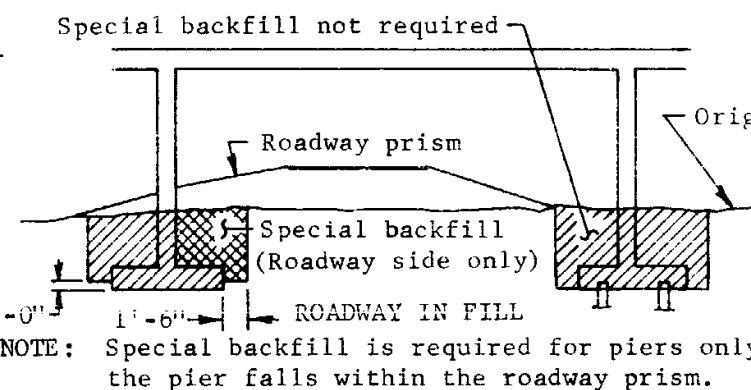 Special backfill not required
Roadway prism
Special backfill
(Roadway side only)
-0"
1'-6"
ROADWAY IN FILL
NOTE: Special backfill is required for piers only
the pier falls within the roadway prism.